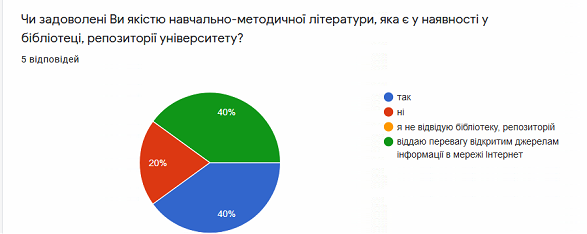 Чи задоволені Ви якістю навчально-методичної літератури, яка є у наявності у
бібліотеці, репозиторії університету?
5 відповідей
40%
20%
40%
так
ні
я не відвідую бібліотеку, репозиторій
віддаю перевагу відкритим джерелам
інформації в мережі Інтернет